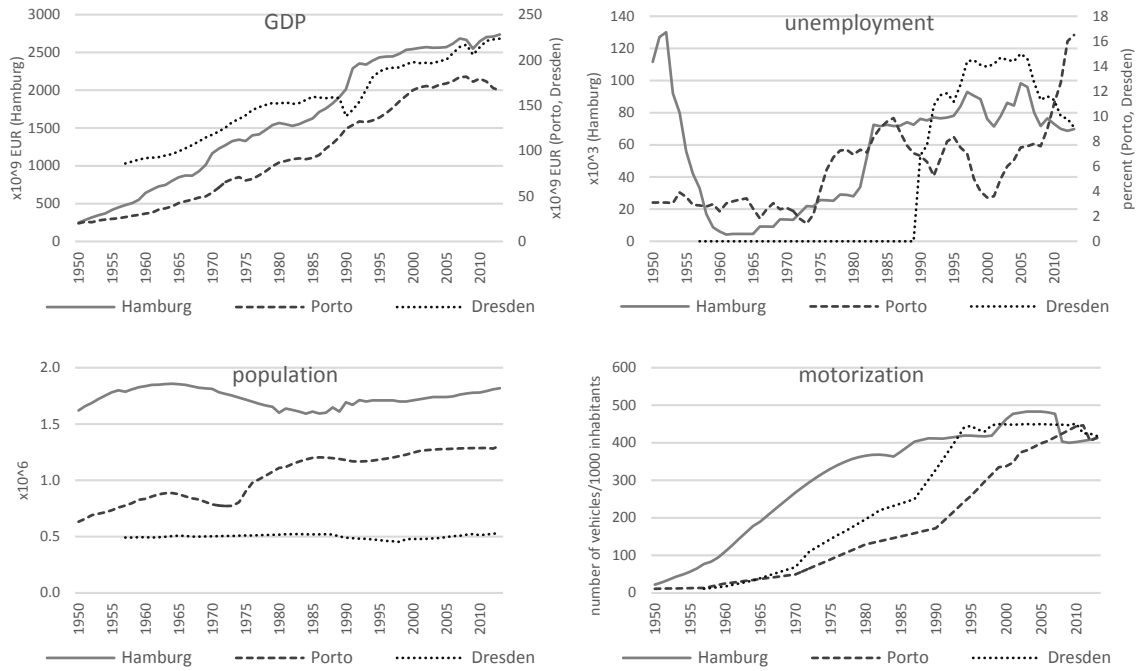 GDP
x10^9 EUR (Hamburg)
3000
2500
2000
1500
1000
500
0
250
200
150
100
50
0
x10^9 EUR (Porto, Dresden)
1950 1955 1960 1965 1970 1975 1980 1985 1990 1995 2000 2005 2010
Hamburg Porto Dresden
unemployment
x10^3 (Hamburg)
140
120
100
80
60
40
20
0
18
16
14
12
10
8
6
4
2
0
percent (Porto, Dresden)
1950 1955 1960 1965 1970 1975 1980 1985 1990 1995 2000 2005 2010
Hamburg Porto Dresden
population
x10^6
2.0
1.5
1.0
0.5
0.0
1950 1955 1960 1965 1970 1975 1980 1985 1990 1995 2000 2005 2010
Hamburg Porto Dresden
motorization
number of vehicles/1000 inhabitants
600
500
400
300
200
100
0
1950 1955 1960 1965 1970 1975 1980 1985 1990 1995 2000 2005
Hamburg Porto Dresden